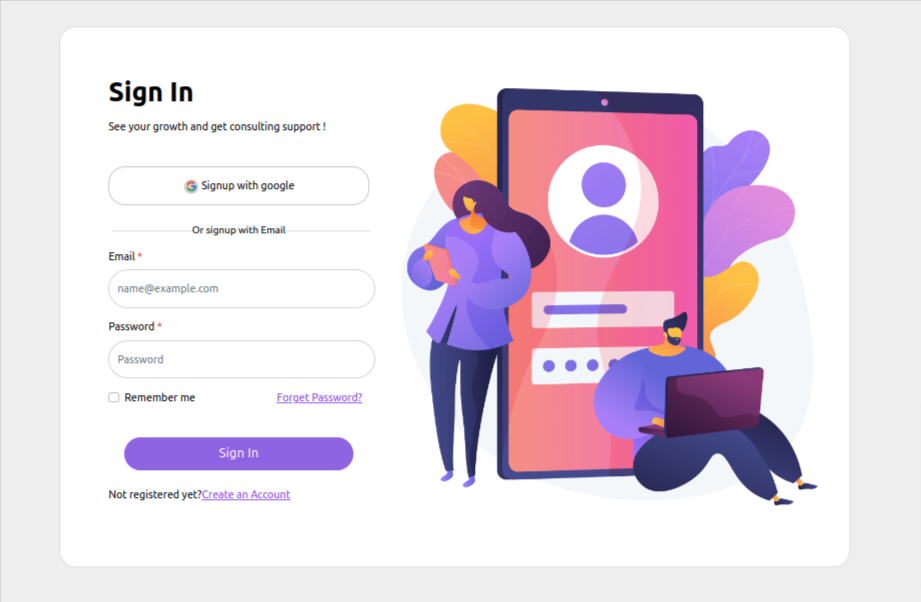 Sign In
See your growth and get consulting support !
Signup with google
Or signup with Email
Email *
name@example.com
Password *
Password
Remember me
Forget Password?
Sign In
Not registered yet?Create an Account